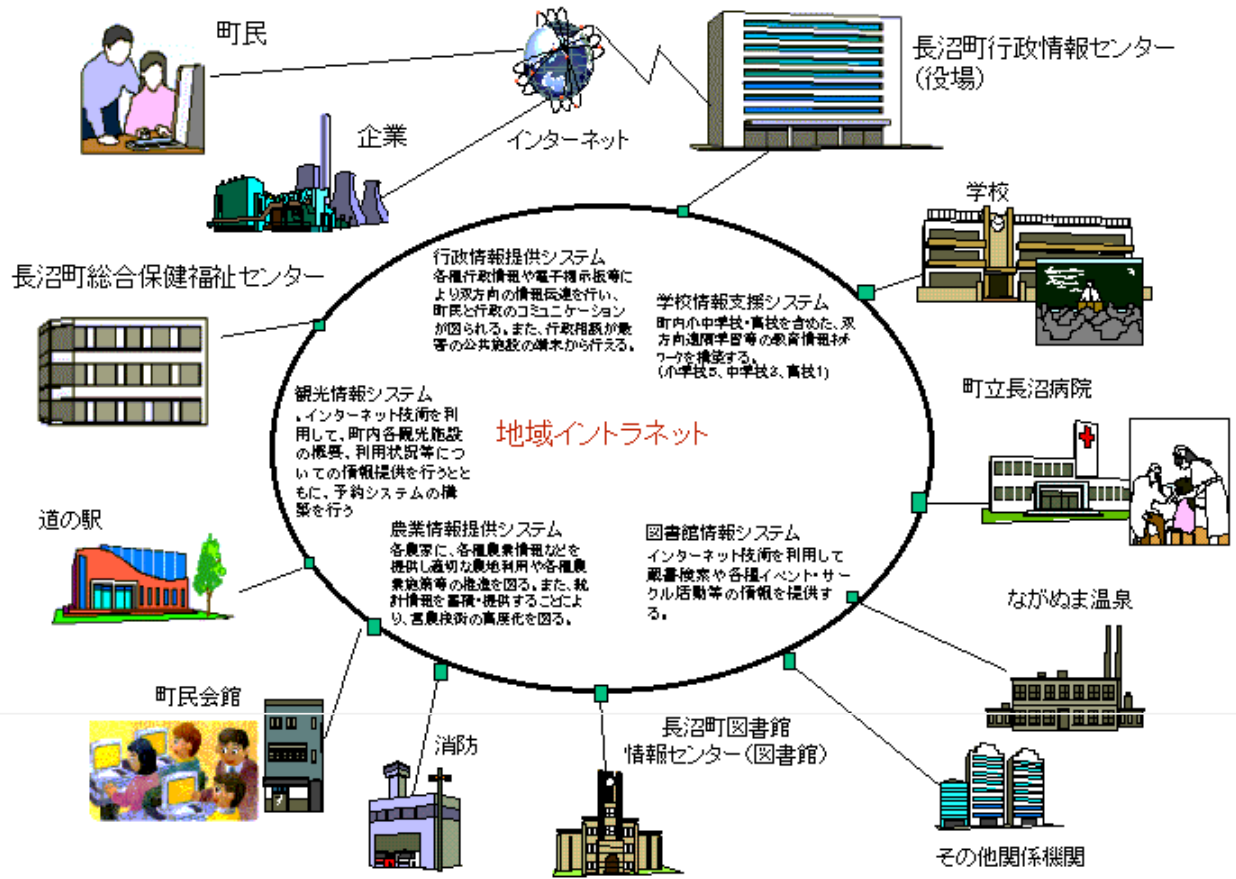 町民
インターネット
長沼町行政情報センター
(役場)
企業
学校
長沼町総合保健福祉センター
行政情報提供システム
各種行政情報や電子掲示板等に
より双方向の情報伝達を行い、
町民と行政のコミュニケーション
が図られる。また、行政相談が最
寄の公共施設の端末から行える。
学校情報支援システム
町内小中学校・高校を含めた、双
方向遠隔学習等の教育情報ネット
ワークを構築する。
(小学校5、中学校3、高校1)
観光情報システム
インターネット技術を利
用して、町内各観光施設
の概要、利用状況等につ
いての情報提供を行うとと
もに、予約システムの構
築を行う
地域イントラネット
町立長沼病院
道の駅
農業情報提供システム
各農家に、各種農業情報などを
提供し適切な農地利用や各種農
業施策等の推進を図る。また、統
計情報を蓄積・提供することによ
り、営農技術の高度化を図る。
図書館情報システム
インターネット技術を利用して
蔵書検索や各種イベント・サー
クル活動等の情報を提供す
る。
ながぬま温泉
町民会館
消防
長沼町図書館
情報センター(図書館)
その他関係機関